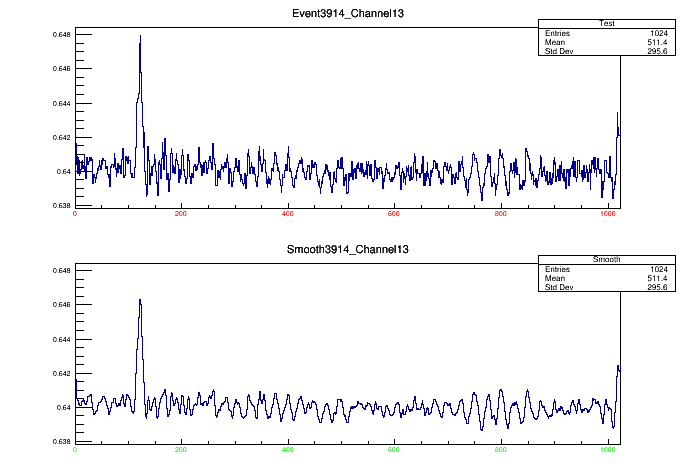 Event3914_Channel13
Test
Entries 1024
Mean 511.4
Std Dev 295.6
0.648
0.646
0.644
0.642
0.64
0.638
0 200 400 600 800 1000
Smooth3914_Channel13
Smooth
Entries 1024
Mean 511.4
Std Dev 295.6
0.648
0.646
0.644
0.642
0.64
0.638
0 200 400 600 800 1000